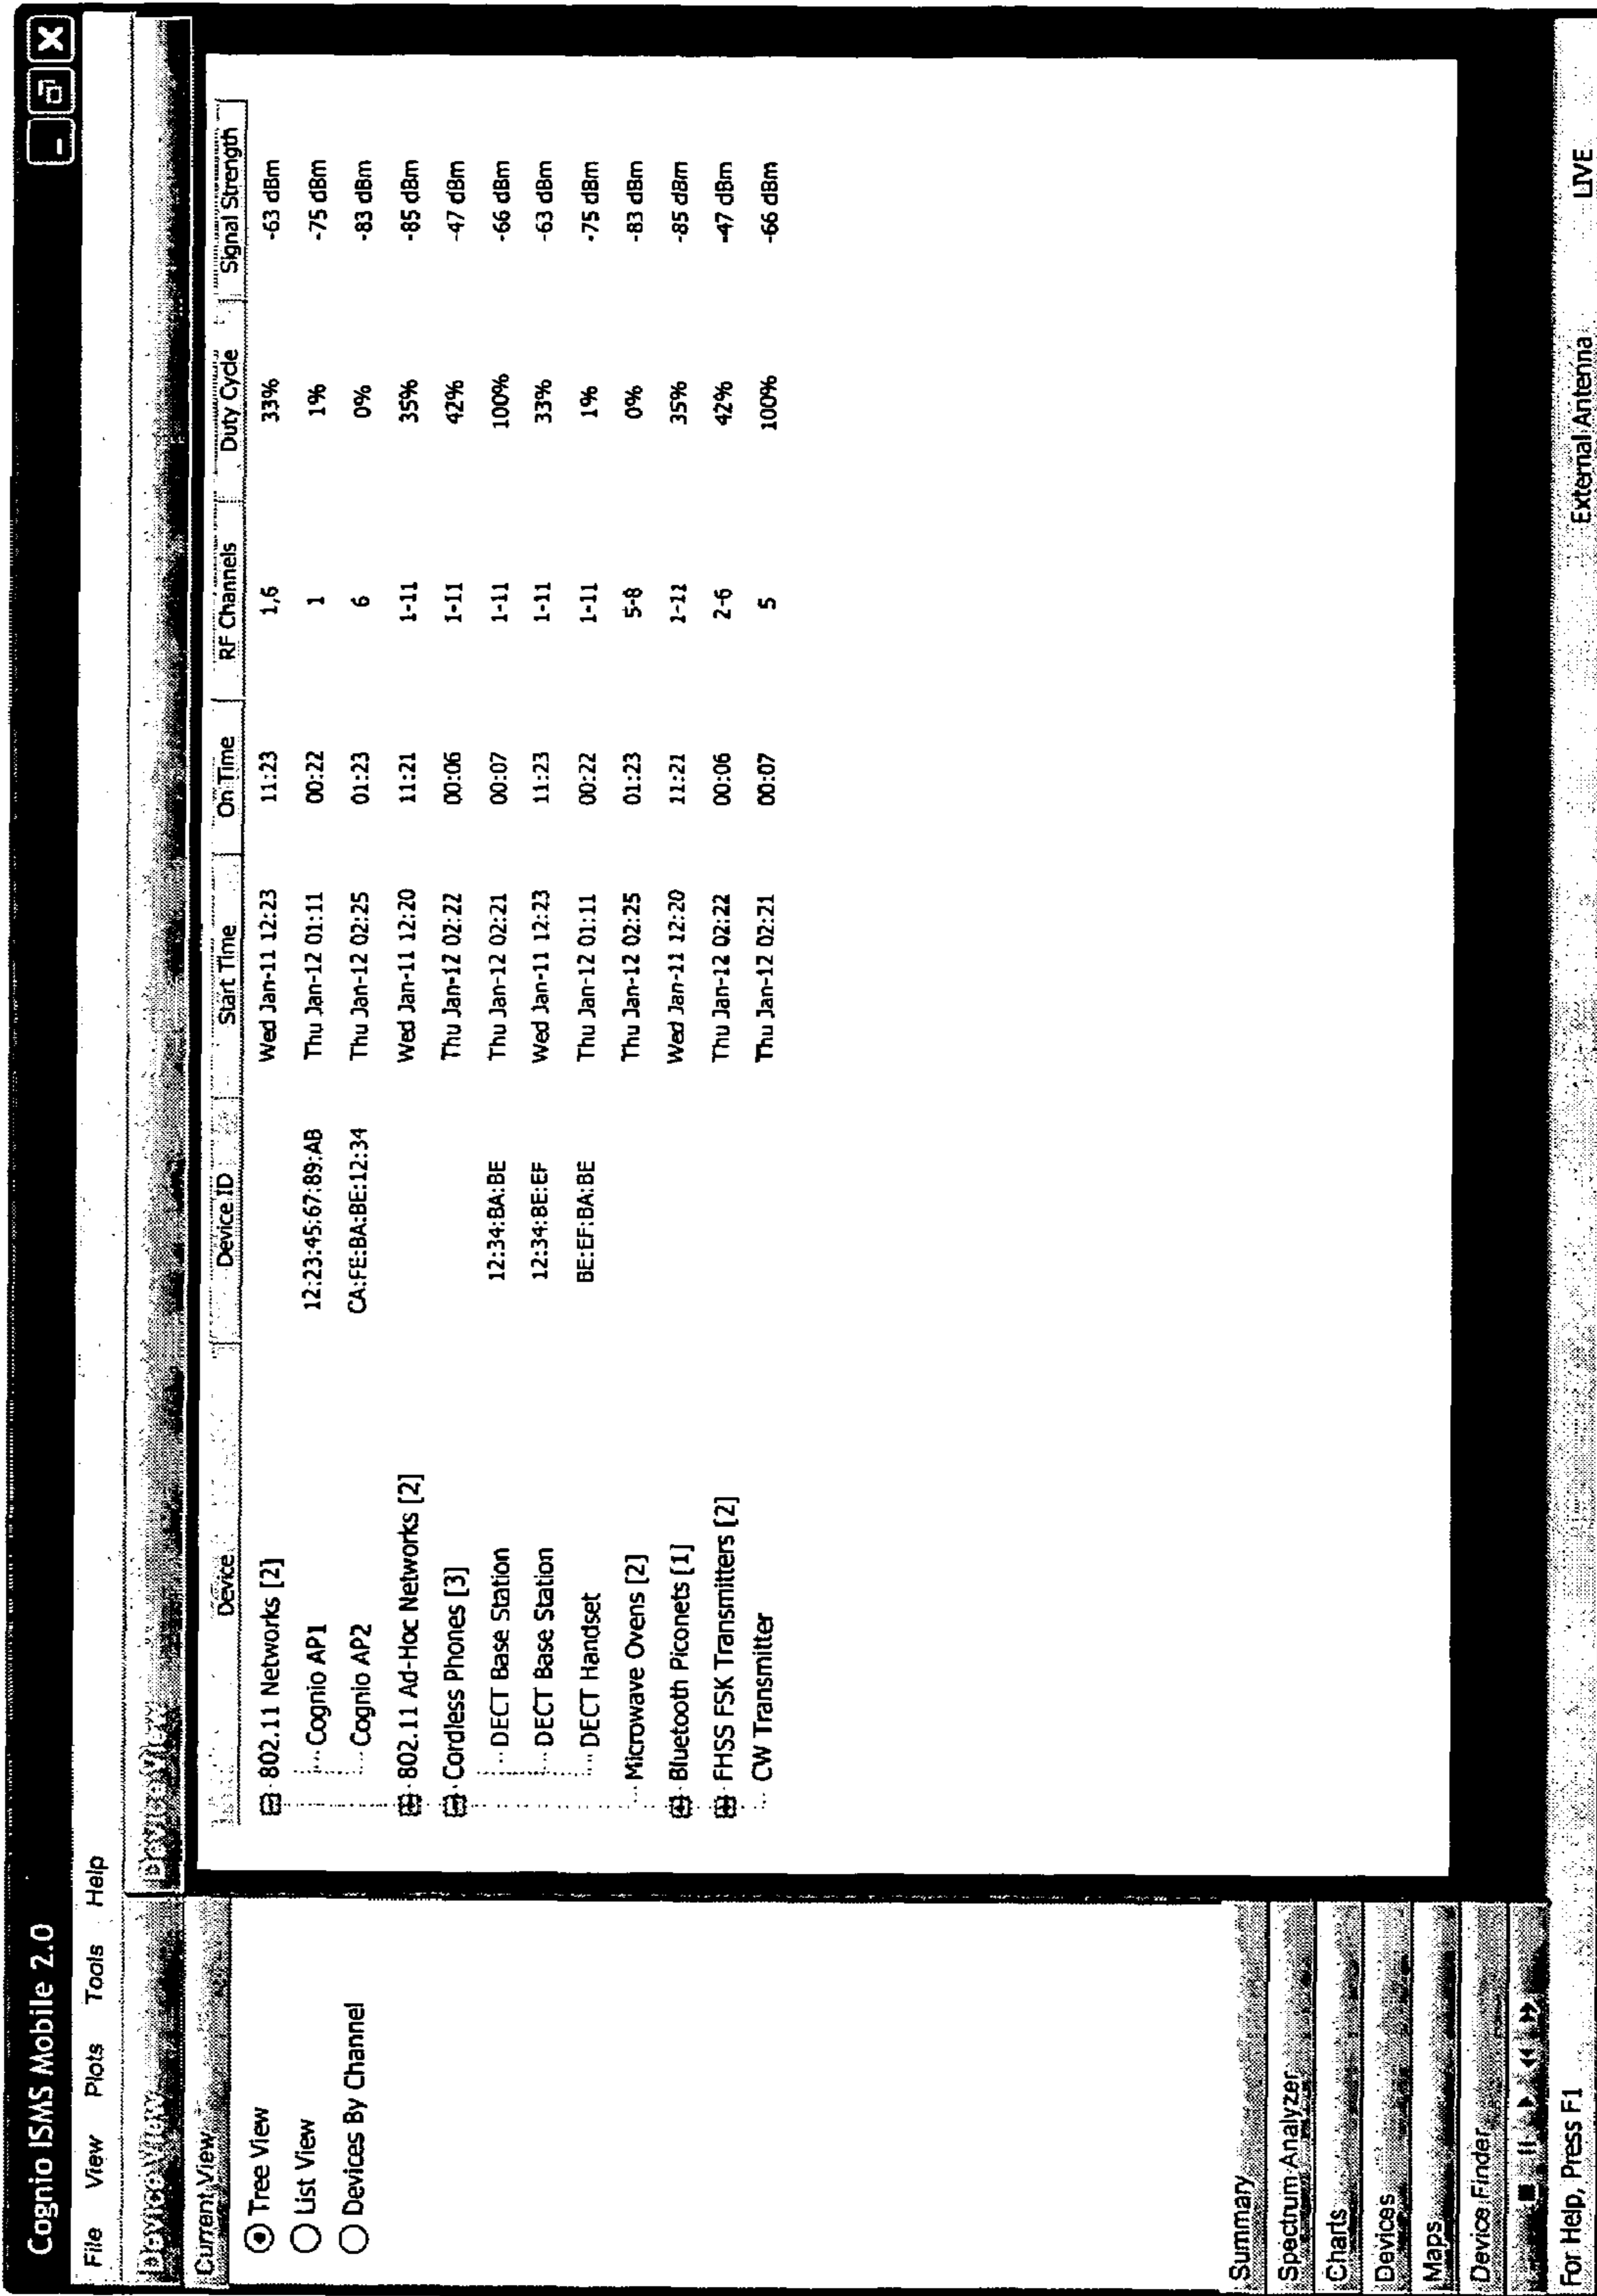 Cognio ISMS Mobile 2.0
File View Plots Tools Help
Device View Device View
Current View
Tree View
List View
Devices By Channel
Summary
Spectrum Analyzer
Charts
Devices
Maps
Device Finder
Device Device ID Start Time On Time RF Channels Duty Cycle Signal Strength
802.11 Networks [2] Wed Jan-11 12:23 11:23 1,6 33% -63 dBm
Cognio AP1 12:23:45:67:89:AB Thu Jan-12 01:11 00:22 1 1% -75 dBm
Cognio AP2 CA:FE:BA:BE:12:34 Thu Jan-12 02:25 01:23 6 0% -83 dBm
802.11 Ad-Hoc Networks [2] Wed Jan-11 12:20 11:21 1-11 35% -85 dBm
Cordless Phones [3] Thu Jan-12 02:22 00:06 1-11 42% -47 dBm
DECT Base Station 12:34:BA:BE Thu Jan-12 02:21 00:07 1-11 100% -66 dBm
DECT Base Station 12:34:BE:EF Wed Jan-11 12:23 11:23 1-11 33% -63 dBm
DECT Handset BE:EF:BA:BE Thu Jan-12 01:11 00:22 1-11 1% -75 dBm
Microwave Ovens [2] Thu Jan-12 02:25 01:23 5-8 0% -83 dBm
Bluetooth Piconets [1] Wed Jan-11 12:20 11:21 1-11 35% -85 dBm
FHSS FSK Transmitters [2] Thu Jan-12 02:22 00:06 2-6 42% -47 dBm
CW Transmitter Thu Jan-12 02:21 00:07 5 100% -66 dBm
For Help, Press F1 External Antenna LIVE